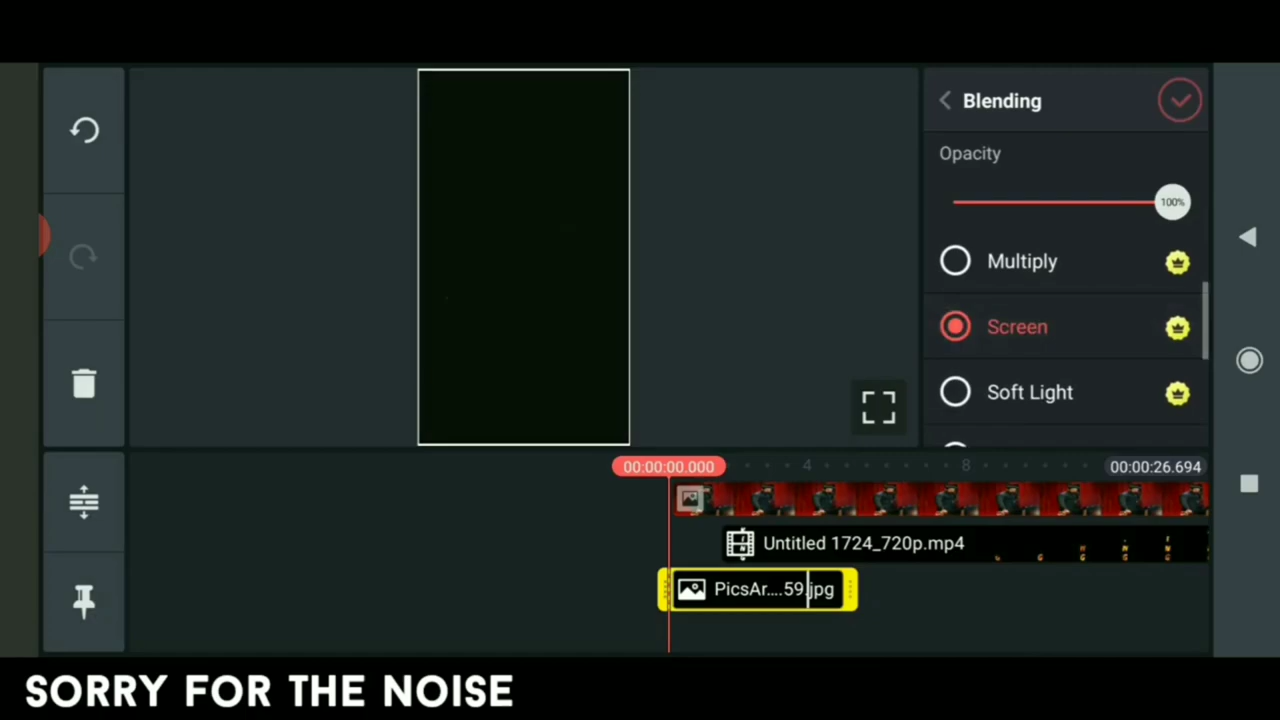 Blending
Opacity
100%
Multiply
Screen
Soft Light
00:00:00.000
4
8
00:00:26.694
Untitled 1724_720p.mp4
PicsAr....59.jpg
SORRY FOR THE NOISE